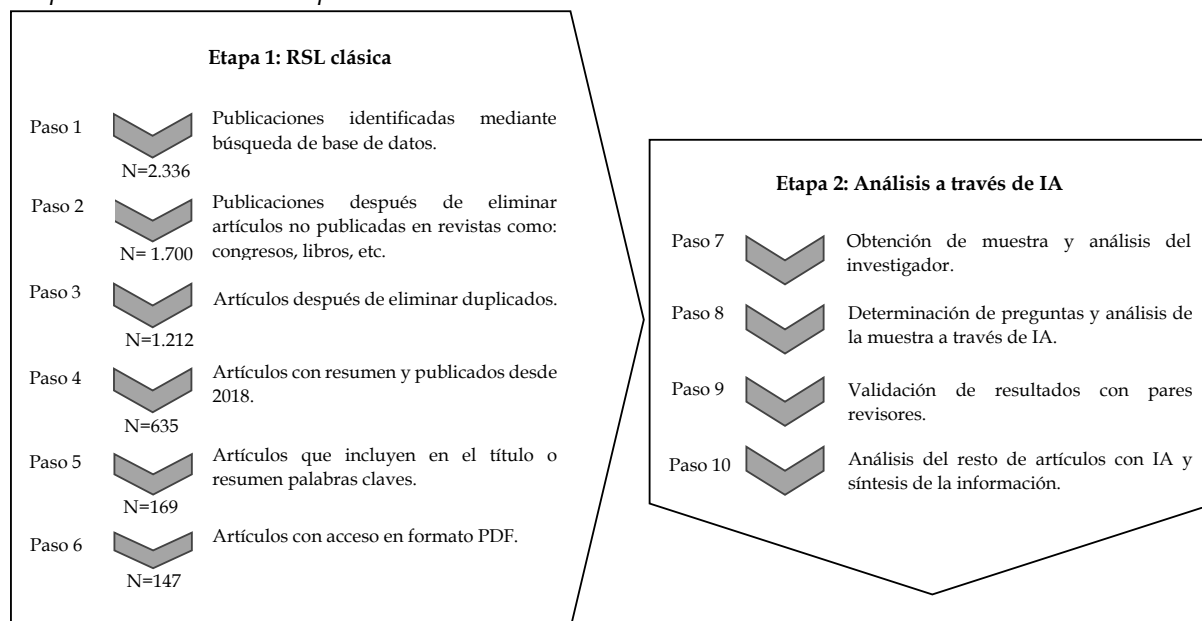 Etapa 1: RSL clásica
Paso 1
Publicaciones identificadas mediante
búsqueda de base de datos.
N=2.336
Paso 2
Publicaciones después de eliminar
artículos no publicadas en revistas como:
congresos, libros, etc.
N= 1.700
Paso 3
Artículos después de eliminar duplicados.
N=1.212
Paso 4
Artículos con resumen y publicados desde
2018.
N=635
Paso 5
Artículos que incluyen en el título o
resumen palabras claves.
N=169
Paso 6
Artículos con acceso en formato PDF.
N=147
Etapa 2: Análisis a través de IA
Paso 7
Obtención de muestra y análisis del
investigador.
Paso 8
Determinación de preguntas y análisis de
la muestra a través de IA.
Paso 9
Validación de resultados con pares
revisores.
Paso 10
Análisis del resto de artículos con IA y
síntesis de la información.